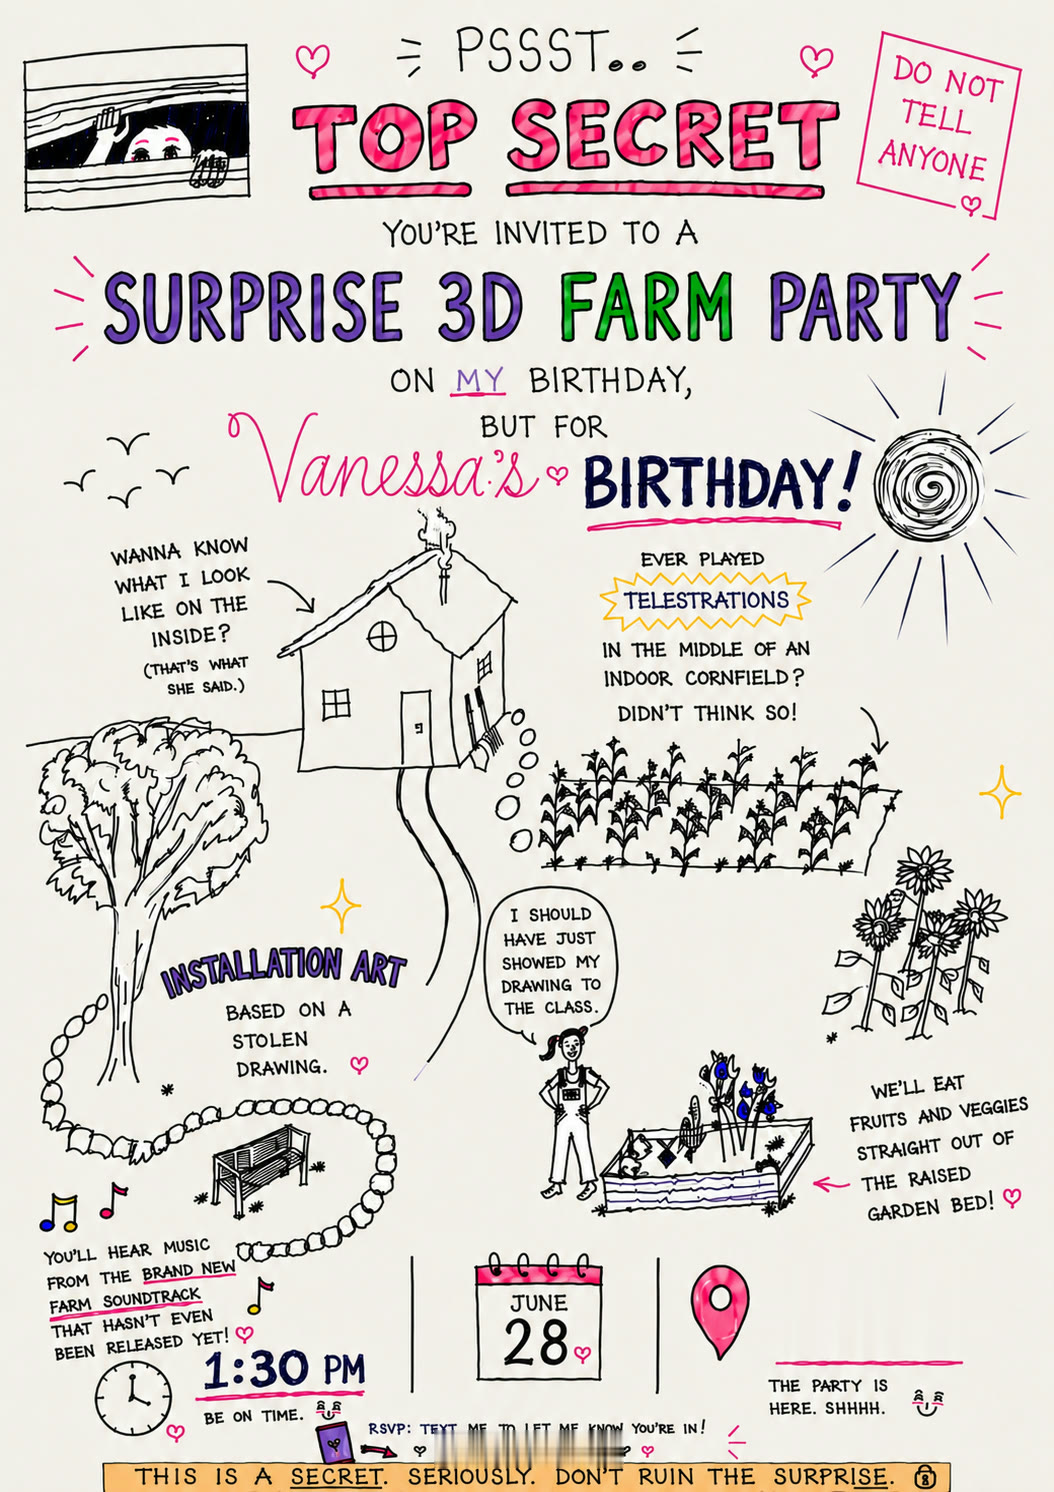 PSSST..
TOP SECRET
DO NOT
TELL
ANYONE
YOU'RE INVITED TO A
SURPRISE 3D FARM PARTY
ON MY BIRTHDAY,
BUT FOR
Vanessa's
BIRTHDAY!
WANNA KNOW
WHAT I LOOK
LIKE ON THE
INSIDE?
(THAT'S WHAT
SHE SAID.)
EVER PLAYED
TELESTRATIONS
IN THE MIDDLE OF AN
INDOOR CORNFIELD?
DIDN'T THINK SO!
INSTALLATION ART
BASED ON A
STOLEN
DRAWING.
I SHOULD
HAVE JUST
SHOWED MY
DRAWING TO
THE CLASS.
WE'LL EAT
FRUITS AND VEGGIES
STRAIGHT OUT OF
THE RAISED
GARDEN BED!
YOU'LL HEAR MUSIC
FROM THE BRAND NEW
FARM SOUNDTRACK
THAT HASN'T EVEN
BEEN RELEASED YET!
1:30 PM
BE ON TIME.
JUNE
28
THE PARTY IS
HERE. SHHHH.
RSVP: TEXT ME TO LET ME KNOW YOU'RE IN!
THIS IS A SECRET. SERIOUSLY. DON'T RUIN THE SURPRISE.